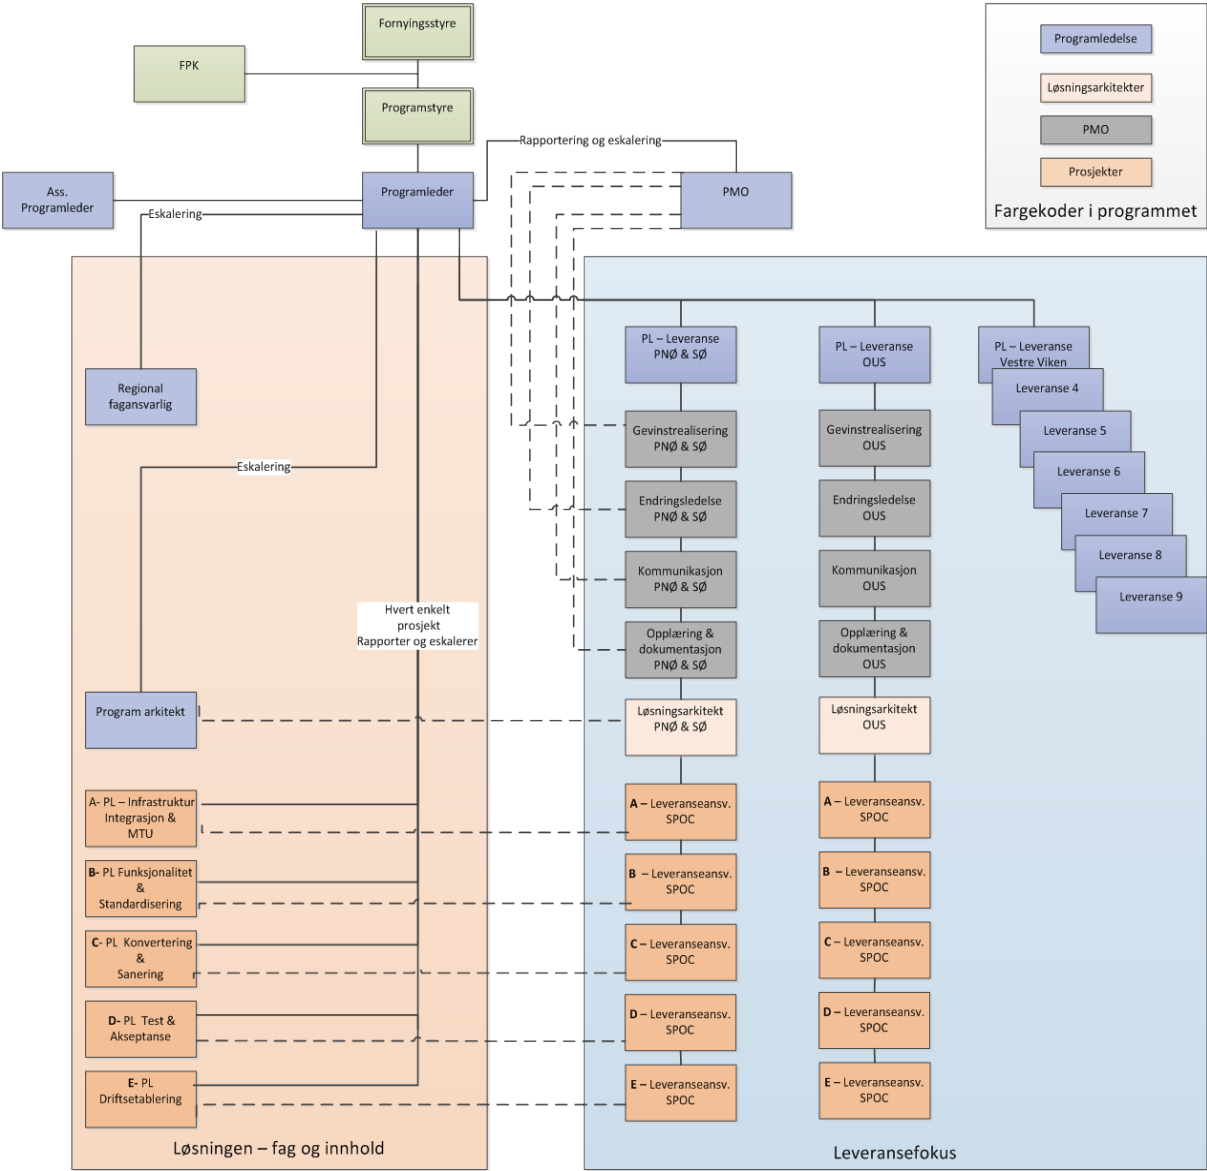 Fornyingsstyre
FPK
Programstyre
Rapportering og eskalering
Ass.
Programleder
Programleder
PMO
Eskalering
Programledelse
Løsningsarkitekter
PMO
Prosjekter
Fargekoder i programmet
Regional
fagansvarlig
Eskalering
Hvert enkelt
prosjekt
Rapporter og eskalerer
Program arkitekt
A- PL – Infrastruktur
Integrasjon &
MTU
B- PL Funksjonalitet
&
Standardisering
C- PL Konvertering
&
Sanering
D- PL Test &
Akseptanse
E- PL
Driftsetablering
Løsningen – fag og innhold
PL – Leveranse
PNØ & SØ
Gevinstrealisering
PNØ & SØ
Endringsledelse
PNØ & SØ
Kommunikasjon
PNØ & SØ
Opplæring &
dokumentasjon
PNØ & SØ
Løsningsarkitekt
PNØ & SØ
A – Leveranseansv.
SPOC
B – Leveranseansv.
SPOC
C – Leveranseansv.
SPOC
D – Leveranseansv.
SPOC
E – Leveranseansv.
SPOC
PL – Leveranse
OUS
Gevinstrealisering
OUS
Endringsledelse
OUS
Kommunikasjon
OUS
Opplæring &
dokumentasjon
OUS
Løsningsarkitekt
OUS
A – Leveranseansv.
SPOC
B – Leveranseansv.
SPOC
C – Leveranseansv.
SPOC
D – Leveranseansv.
SPOC
E – Leveranseansv.
SPOC
PL – Leveranse
Vestre Viken
Leveranse 4
Leveranse 5
Leveranse 6
Leveranse 7
Leveranse 8
Leveranse 9
Leveransefokus